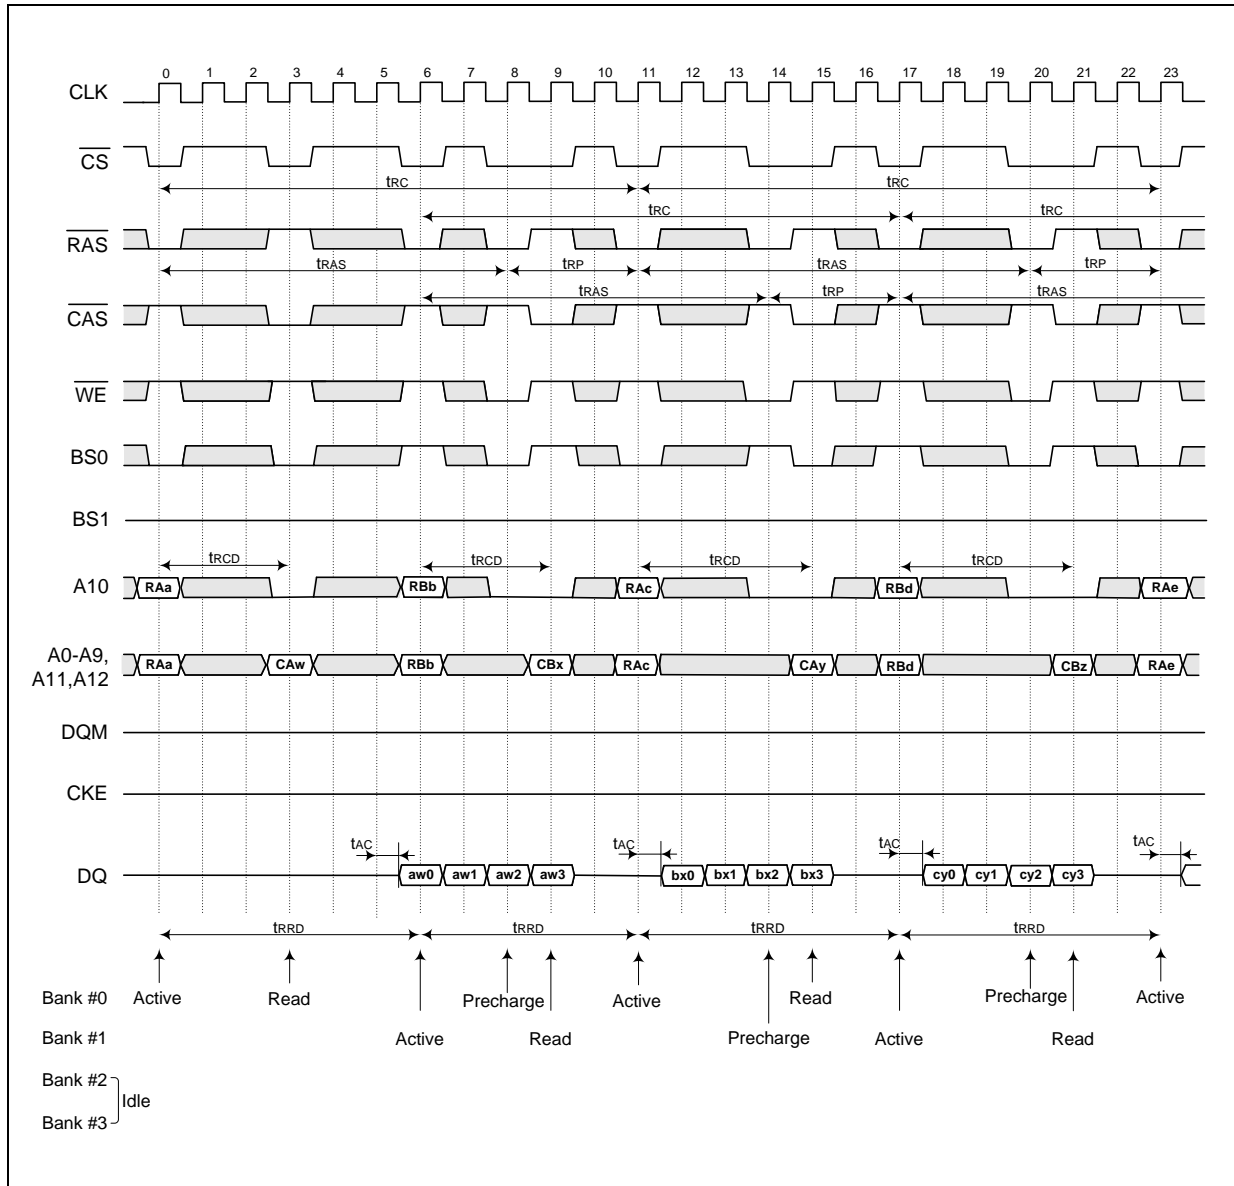 0 1 2 3 4 5 6 7 8 9 10 11 12 13 14 15 16 17 18 19 20 21 22 23
CLK
CS
tRC tRC
tRC tRC
RAS
tRAS tRP tRAS tRP
tRAS tRP tRAS
CAS
WE
BS0
BS1
tRCD tRCD tRCD tRCD
A10 RAa RBb RAc RBd RAe
A0-A9,
A11,A12
RAa CAw RBb CBx RAc CAy RBd CBz RAe
DQM
CKE
tAC tAC tAC tAC
DQ aw0 aw1 aw2 aw3 bx0 bx1 bx2 bx3 cy0 cy1 cy2 cy3
tRRD tRRD tRRD tRRD
Bank #0 Active Read Precharge Active Read Precharge Active
Bank #1 Active Read Precharge Active Read
Bank #2
Idle
Bank #3